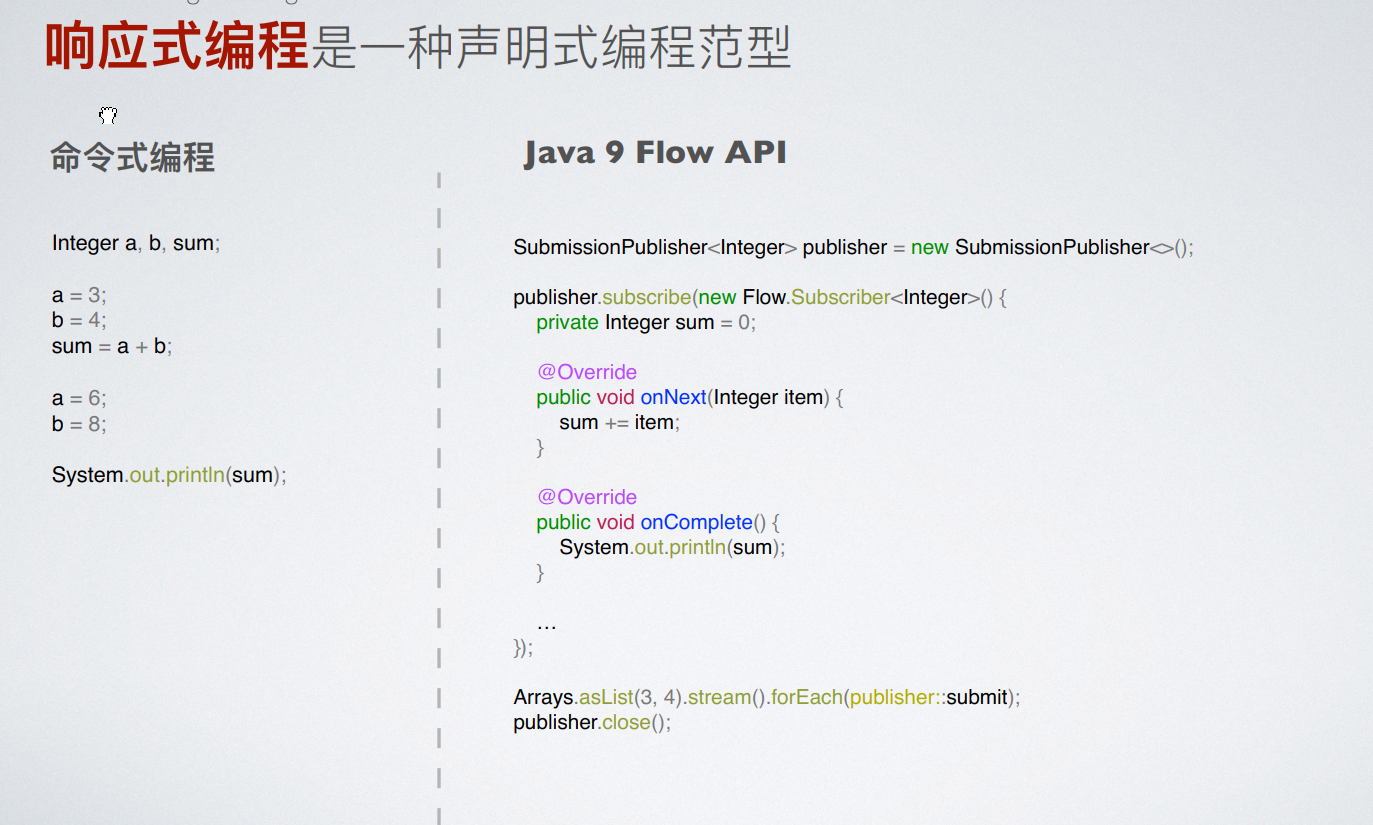 响应式编程是一种声明式编程范型
命令式编程
Integer a, b, sum;
a = 3;
b = 4;
sum = a + b;
a = 6;
b = 8;
System.out.println(sum);
Java 9 Flow API
SubmissionPublisher<Integer> publisher = new SubmissionPublisher<>();
publisher.subscribe(new Flow.Subscriber<Integer>() {
private Integer sum = 0;
@Override
public void onNext(Integer item) {
sum += item;
}
@Override
public void onComplete() {
System.out.println(sum);
}
…
});
Arrays.asList(3, 4).stream().forEach(publisher::submit);
publisher.close();